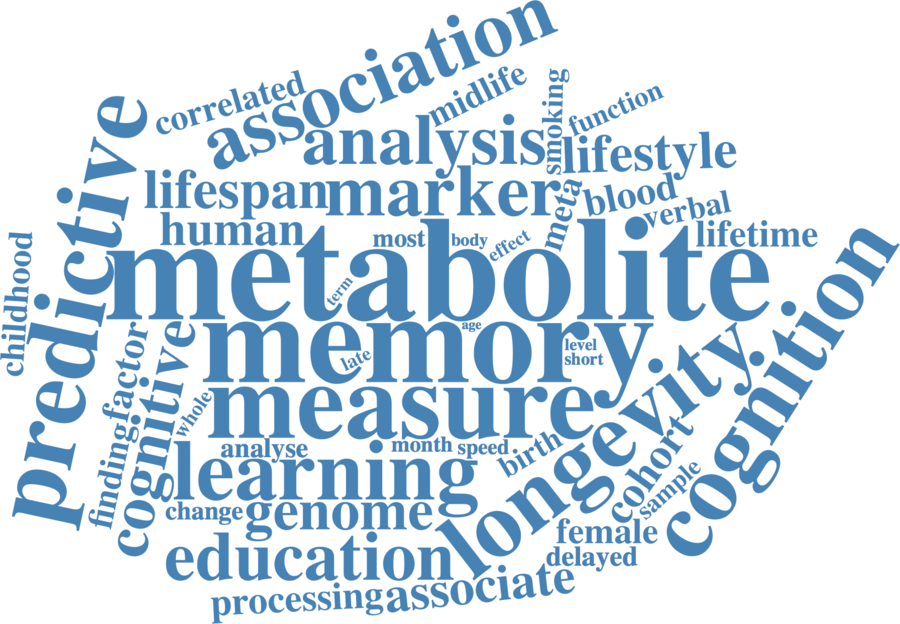 association
correlated
midlife
smoking
function
analysis
lifestyle
lifespan
marker
meta
blood
verbal
predictive
human
most
body
effect
lifetime
childhood
metabolite
term
cognition
memory
age
late
level
short
factor
finding
cognitive
whole
measure
longevity
analyse
month
speed
birth
cohort
learning
sample
change
genome
female
education
delayed
processing
associate